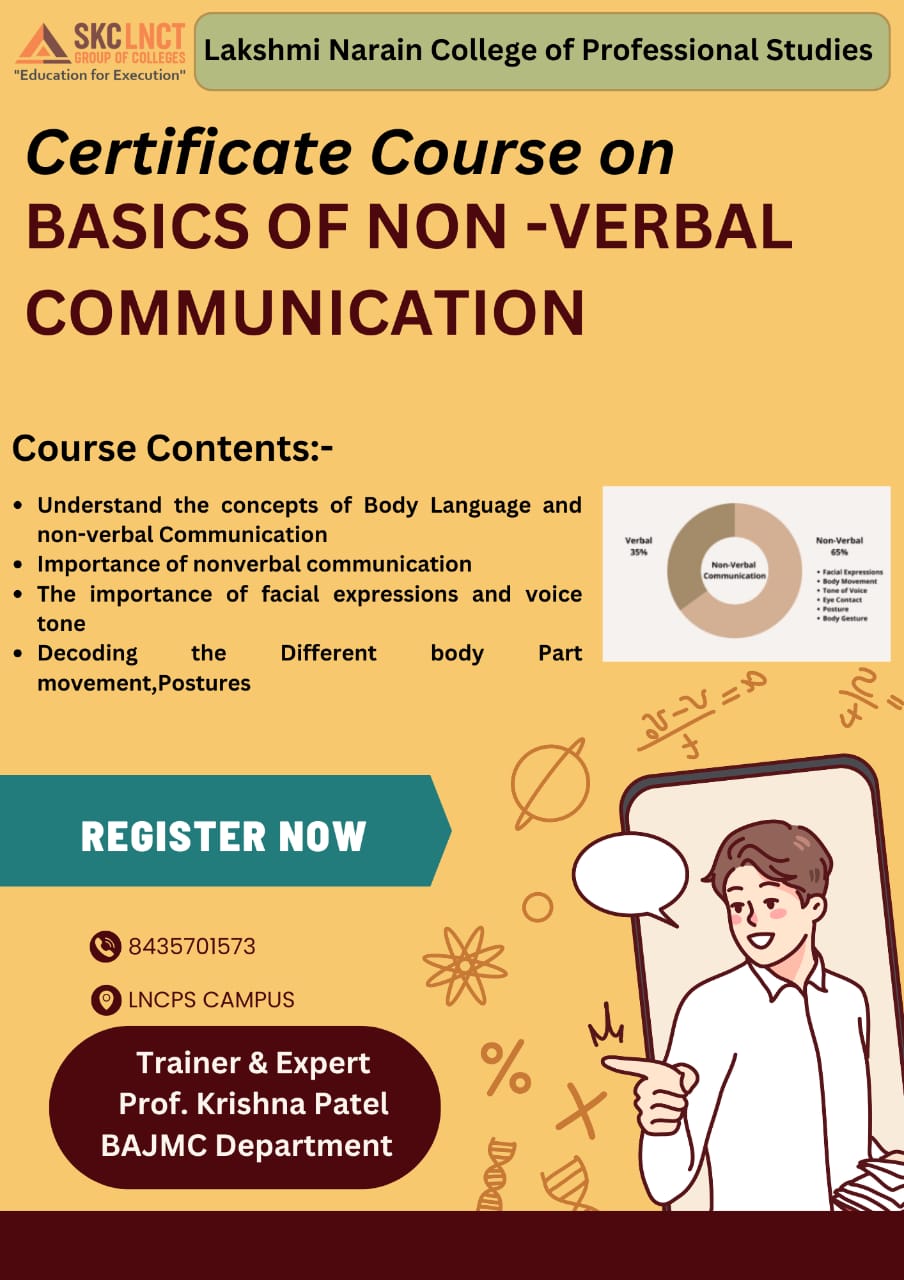 SKC LNCT
GROUP OF COLLEGES
"Education for Execution"
Lakshmi Narain College of Professional Studies
Certificate Course on
BASICS OF NON -VERBAL
COMMUNICATION
Course Contents:-
• Understand the concepts of Body Language and
non-verbal Communication
• Importance of nonverbal communication
• The importance of facial expressions and voice
tone
• Decoding the Different body Part
movement,Postures
Verbal
35%
Non-Verbal
Communication
Non-Verbal
65%
• Facial Expressions
• Body Movement
• Tone of Voice
• Eye Contact
• Posture
• Body Gesture
REGISTER NOW
8435701573
LNCPS CAMPUS
Trainer & Expert
Prof. Krishna Patel
BAJMC Department
%